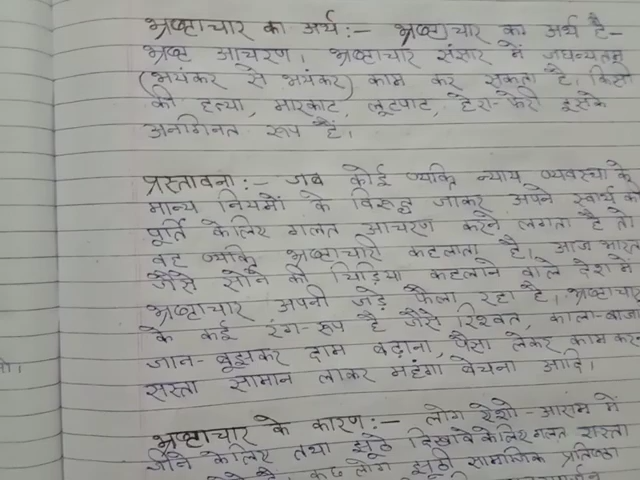 भ्रष्टाचार का अर्थ :- भ्रष्टाचार का अर्थ है-
भ्रष्ट आचरण। भ्रष्टाचार संसार में जघन्यतम
(भयंकर से भयंकर) काम कर सकता है। किसी
की हत्या, मारकाट, लूटपाट, हेरा-फेरी इसके
अनगिनत रूप हैं।
प्रस्तावना :- जब कोई व्यक्ति न्याय व्यवस्था के
मान्य नियमों के विरुद्ध जाकर अपने स्वार्थ की
पूर्ति के लिए गलत आचरण करने लगता है तो
वह व्यक्ति भ्रष्टाचारी कहलाता है। आज भारत
जैसे सोने की चिड़िया कहलाने वाले देश में
भ्रष्टाचार अपनी जड़े फैला रहा है। भ्रष्टाचार
के कई रंग-रूप है जैसे रिश्वत, काला-बाजा
जान-बूझकर दाम बढ़ाना, पैसा लेकर काम कर
सस्ता सामान लाकर महंगा बेचना आदि।
भ्रष्टाचार के कारण :- लोग ऐशो-आराम में
जीने के लिए तथा झूठे दिखावे के लिए गलत रास्ता
कुछ लोग झूठी सामाजिक प्रतिष्ठा